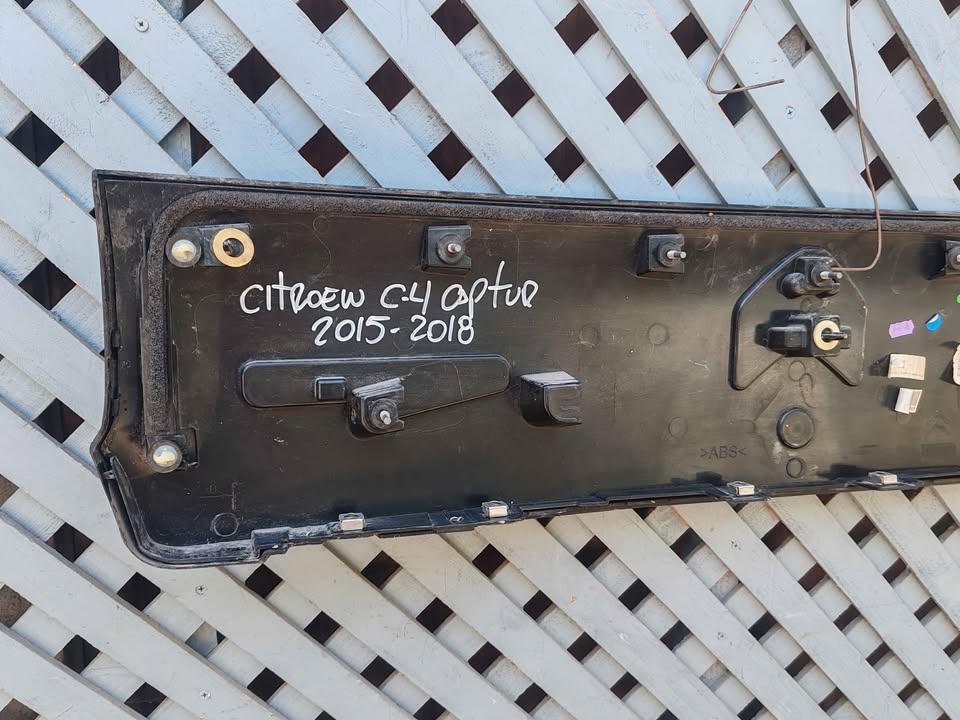 CITROEN C-4 CAPTUR
2015-2018
>ABS<